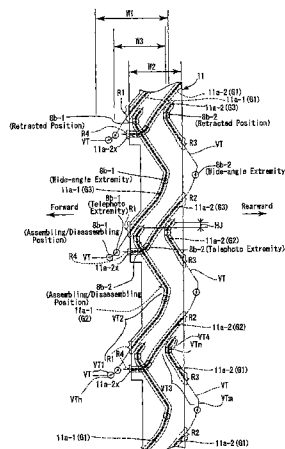 W1
W3
W2
11
VT
R1
11a-2(G1)
11a-1(G1)
11a-2(G3)
8b-1
(Retracted Position)
R4
8b-2
(Retracted Position)
VT
11a-2x
R3
VT
8b-1
(Wide-angle Extremity)
8b-2
(Wide-angle Extremity)
11a-1(G3)
8b-1
(Telephoto Extremity)
R1
R2
11a-2(G3)
Forward
Rearward
8b-1
(Assembling/Disassembling Position)
HJ
11a-1(G2)
8b-2(Telephoto Extremity)
R4
VT
11a-2x
R3
8b-2
(Assembling/Disassembling Position)
VT
11a-1
(G2)
11a-2(G2)
VT2
R2
R1
R4
VT4
VTn
VT1
VT
R3
VT
VTh
VT3
VTm
11a-2x
R2
11a-1(G1)
11a-2(G1)